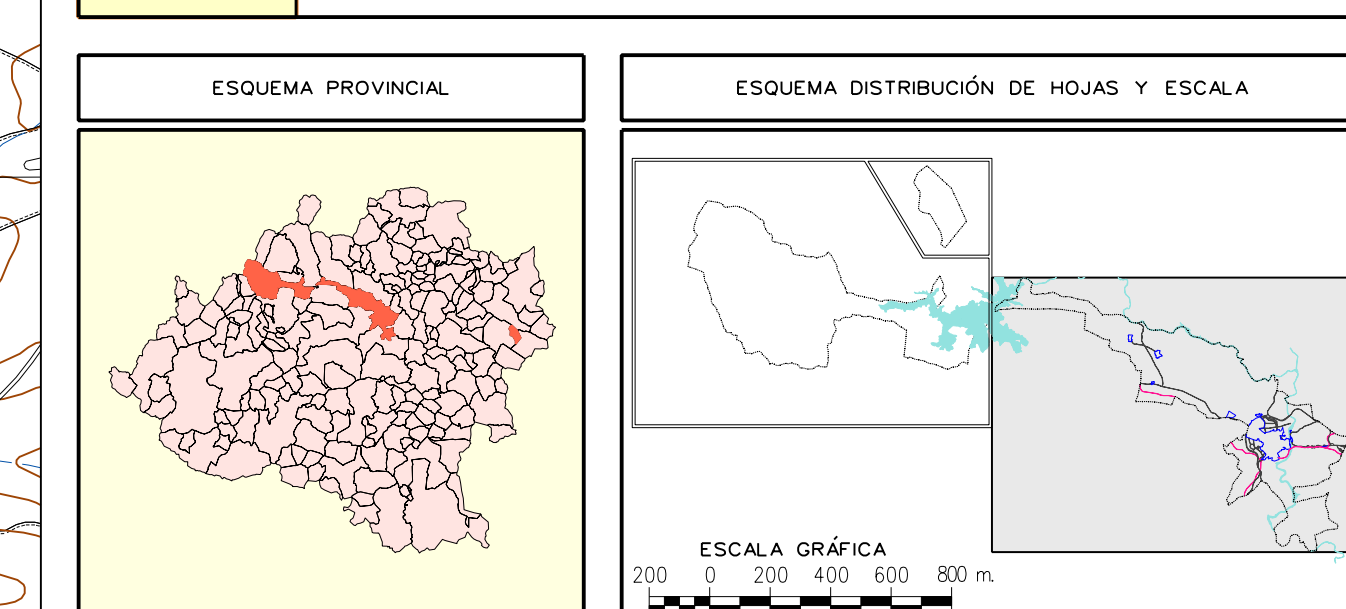 ESQUEMA PROVINCIAL
ESQUEMA DISTRIBUCIÓN DE HOJAS Y ESCALA
ESCALA GRÁFICA
200 0 200 400 600 800 m.